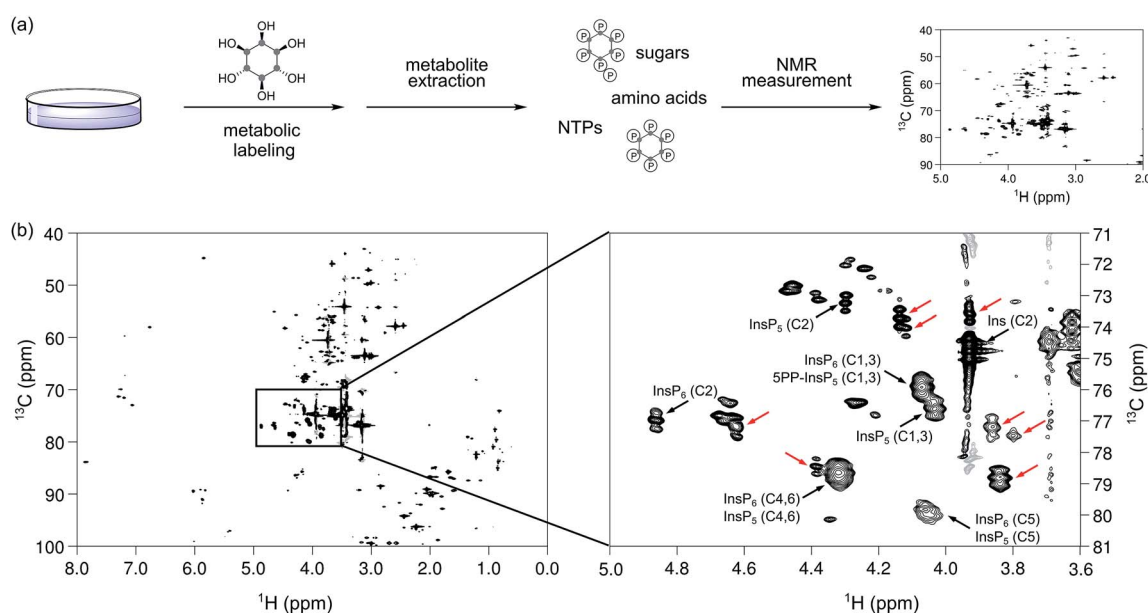 (a)
OH
OH
HO
OH
HO
OH
metabolic
labeling
metabolite
extraction
P
P
P
P
P
P
P
sugars
amino acids
NTPs
P
P
P
P
P
P
NMR
measurement
40
50
60
70
80
90
¹³C (ppm)
5.0 4.0 3.0 2.0
¹H (ppm)
(b)
40
50
60
70
80
90
100
¹³C (ppm)
8.0 7.0 6.0 5.0 4.0 3.0 2.0 1.0 0.0
¹H (ppm)
InsP₅ (C2)
Ins (C2)
InsP₆ (C1,3)
5PP-InsP₅ (C1,3)
InsP₆ (C2)
InsP₅ (C1,3)
InsP₆ (C4,6)
InsP₅ (C4,6)
InsP₆ (C5)
InsP₅ (C5)
71
72
73
74
75
76
77
78
79
80
81
¹³C (ppm)
5.0 4.8 4.6 4.4 4.2 4.0 3.8 3.6
¹H (ppm)